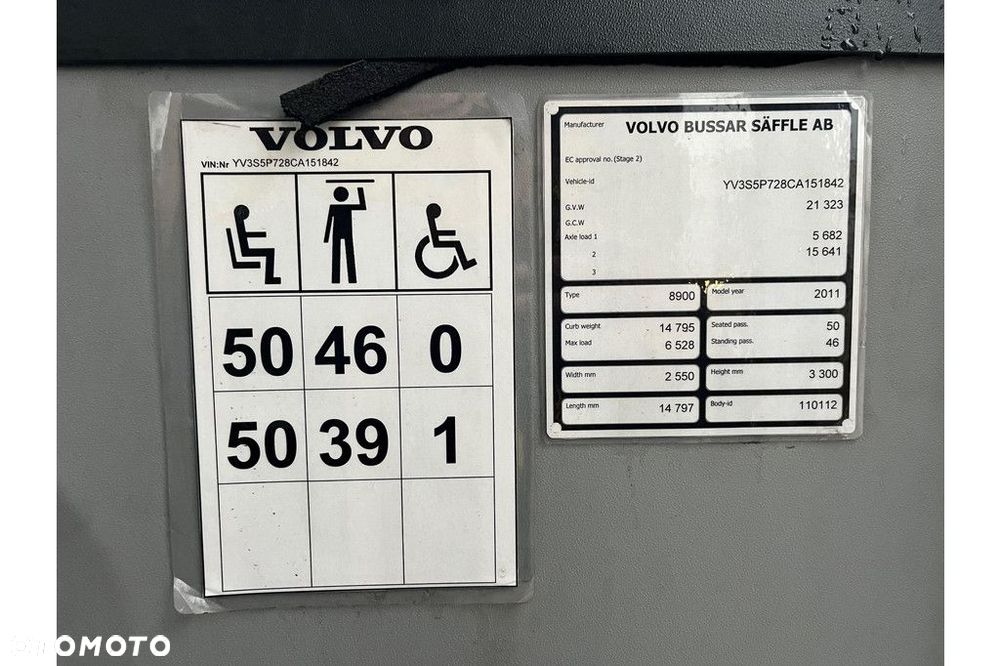 VOLVO
VIN:Nr YV3S5P728CA151842
50 46 0
50 39 1
Manufacturer VOLVO BUSSAR SÄFFLE AB
EC approval no. (Stage 2)
Vehicle-id YV3S5P728CA151842
G.V.W 21 323
G.C.W
Axle load 1 5 682
2 15 641
3
Type 8900 Model year 2011
Curb weight 14 795 Seated pass. 50
Max load 6 528 Standing pass. 46
Width mm 2 550 Height mm 3 300
Length mm 14 797 Body-id 110112
OTOMOTO